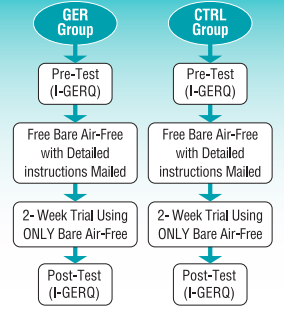 GER
Group
Pre-Test
(I-GERQ)
Free Bare Air-Free
with Detailed
instructions Mailed
2- Week Trial Using
ONLY Bare Air-Free
Post-Test
(I-GERQ)
CTRL
Group
Pre-Test
(I-GERQ)
Free Bare Air-Free
with Detailed
instructions Mailed
2- Week Trial Using
ONLY Bare Air-Free
Post-Test
(I-GERQ)